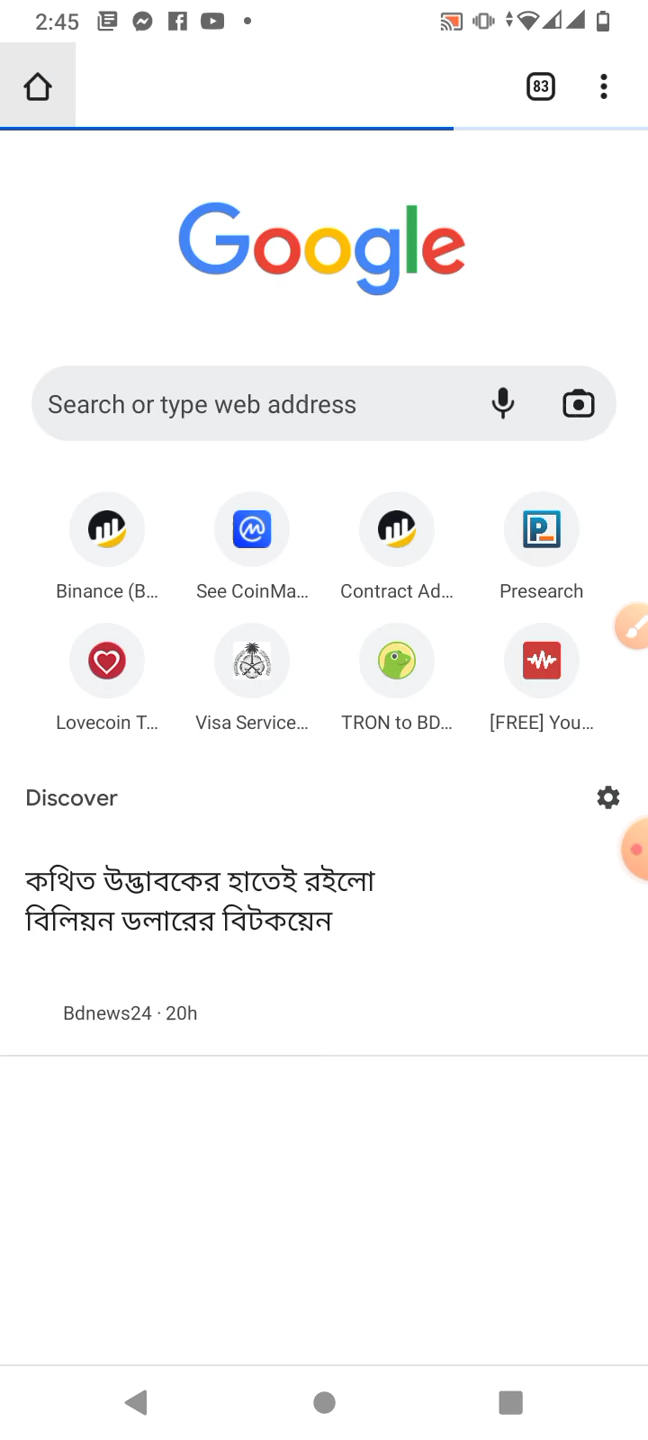 2:45
83
Google
Search or type web address
Binance (B...
See CoinMa...
Contract Ad...
Presearch
Lovecoin T...
Visa Service...
TRON to BD...
[FREE] You...
Discover
কথিত উদ্ভাবকের হাতেই রইলো
বিলিয়ন ডলারের বিটকয়েন
Bdnews24 · 20h